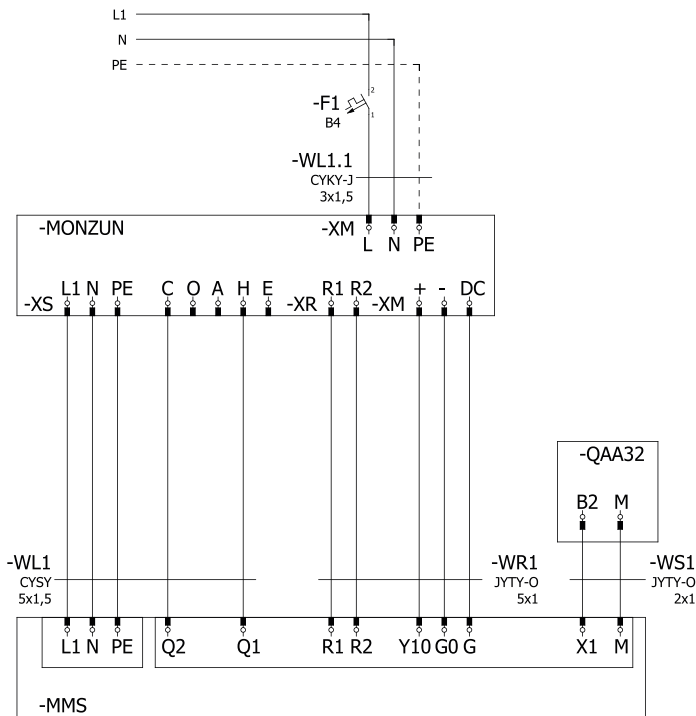 L1
N
PE
2
-F1
1
B4
-WL1.1
CYKY-J
3x1,5
-MONZUN
-XM
L N PE
L1 N PE C O A H E R1 R2 + - DC
-XS -XR -XM
-QAA32
B2 M
-WL1 -WR1 -WS1
CYSY JYTY-O JYTY-O
5x1,5 5x1 2x1
L1 N PE Q2 Q1 R1 R2 Y10 G0 G X1 M
-MMS